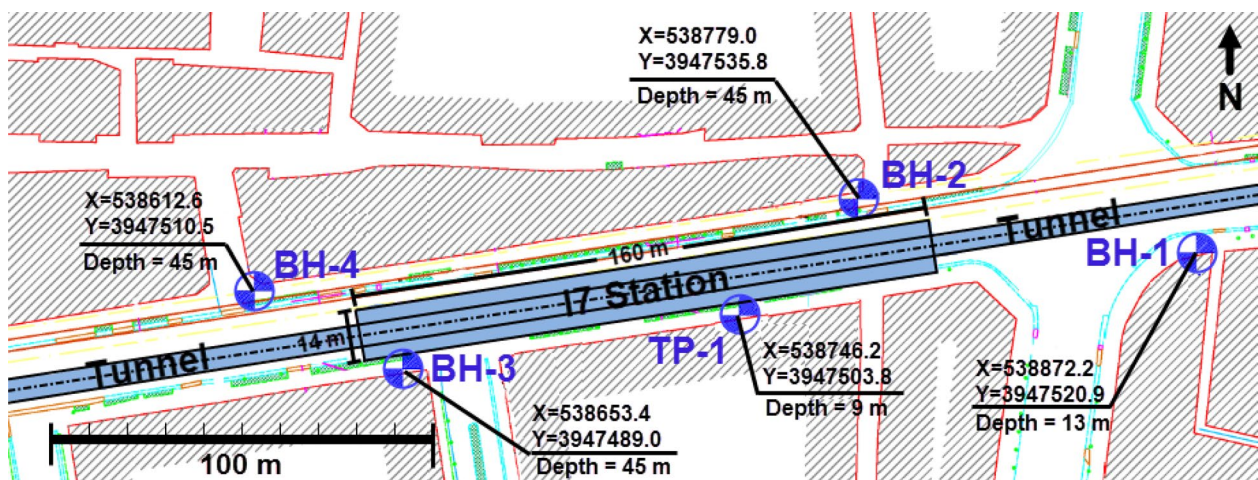 X=538779.0
Y=3947535.8
Depth = 45 m
N
BH-2
X=538612.6
Y=3947510.5
Depth = 45 m
BH-4
160 m
Tunnel
BH-1
I7 Station
14 m
Tunnel
BH-3
TP-1
X=538746.2
Y=3947503.8
Depth = 9 m
X=538872.2
Y=3947520.9
Depth = 13 m
X=538653.4
Y=3947489.0
Depth = 45 m
100 m